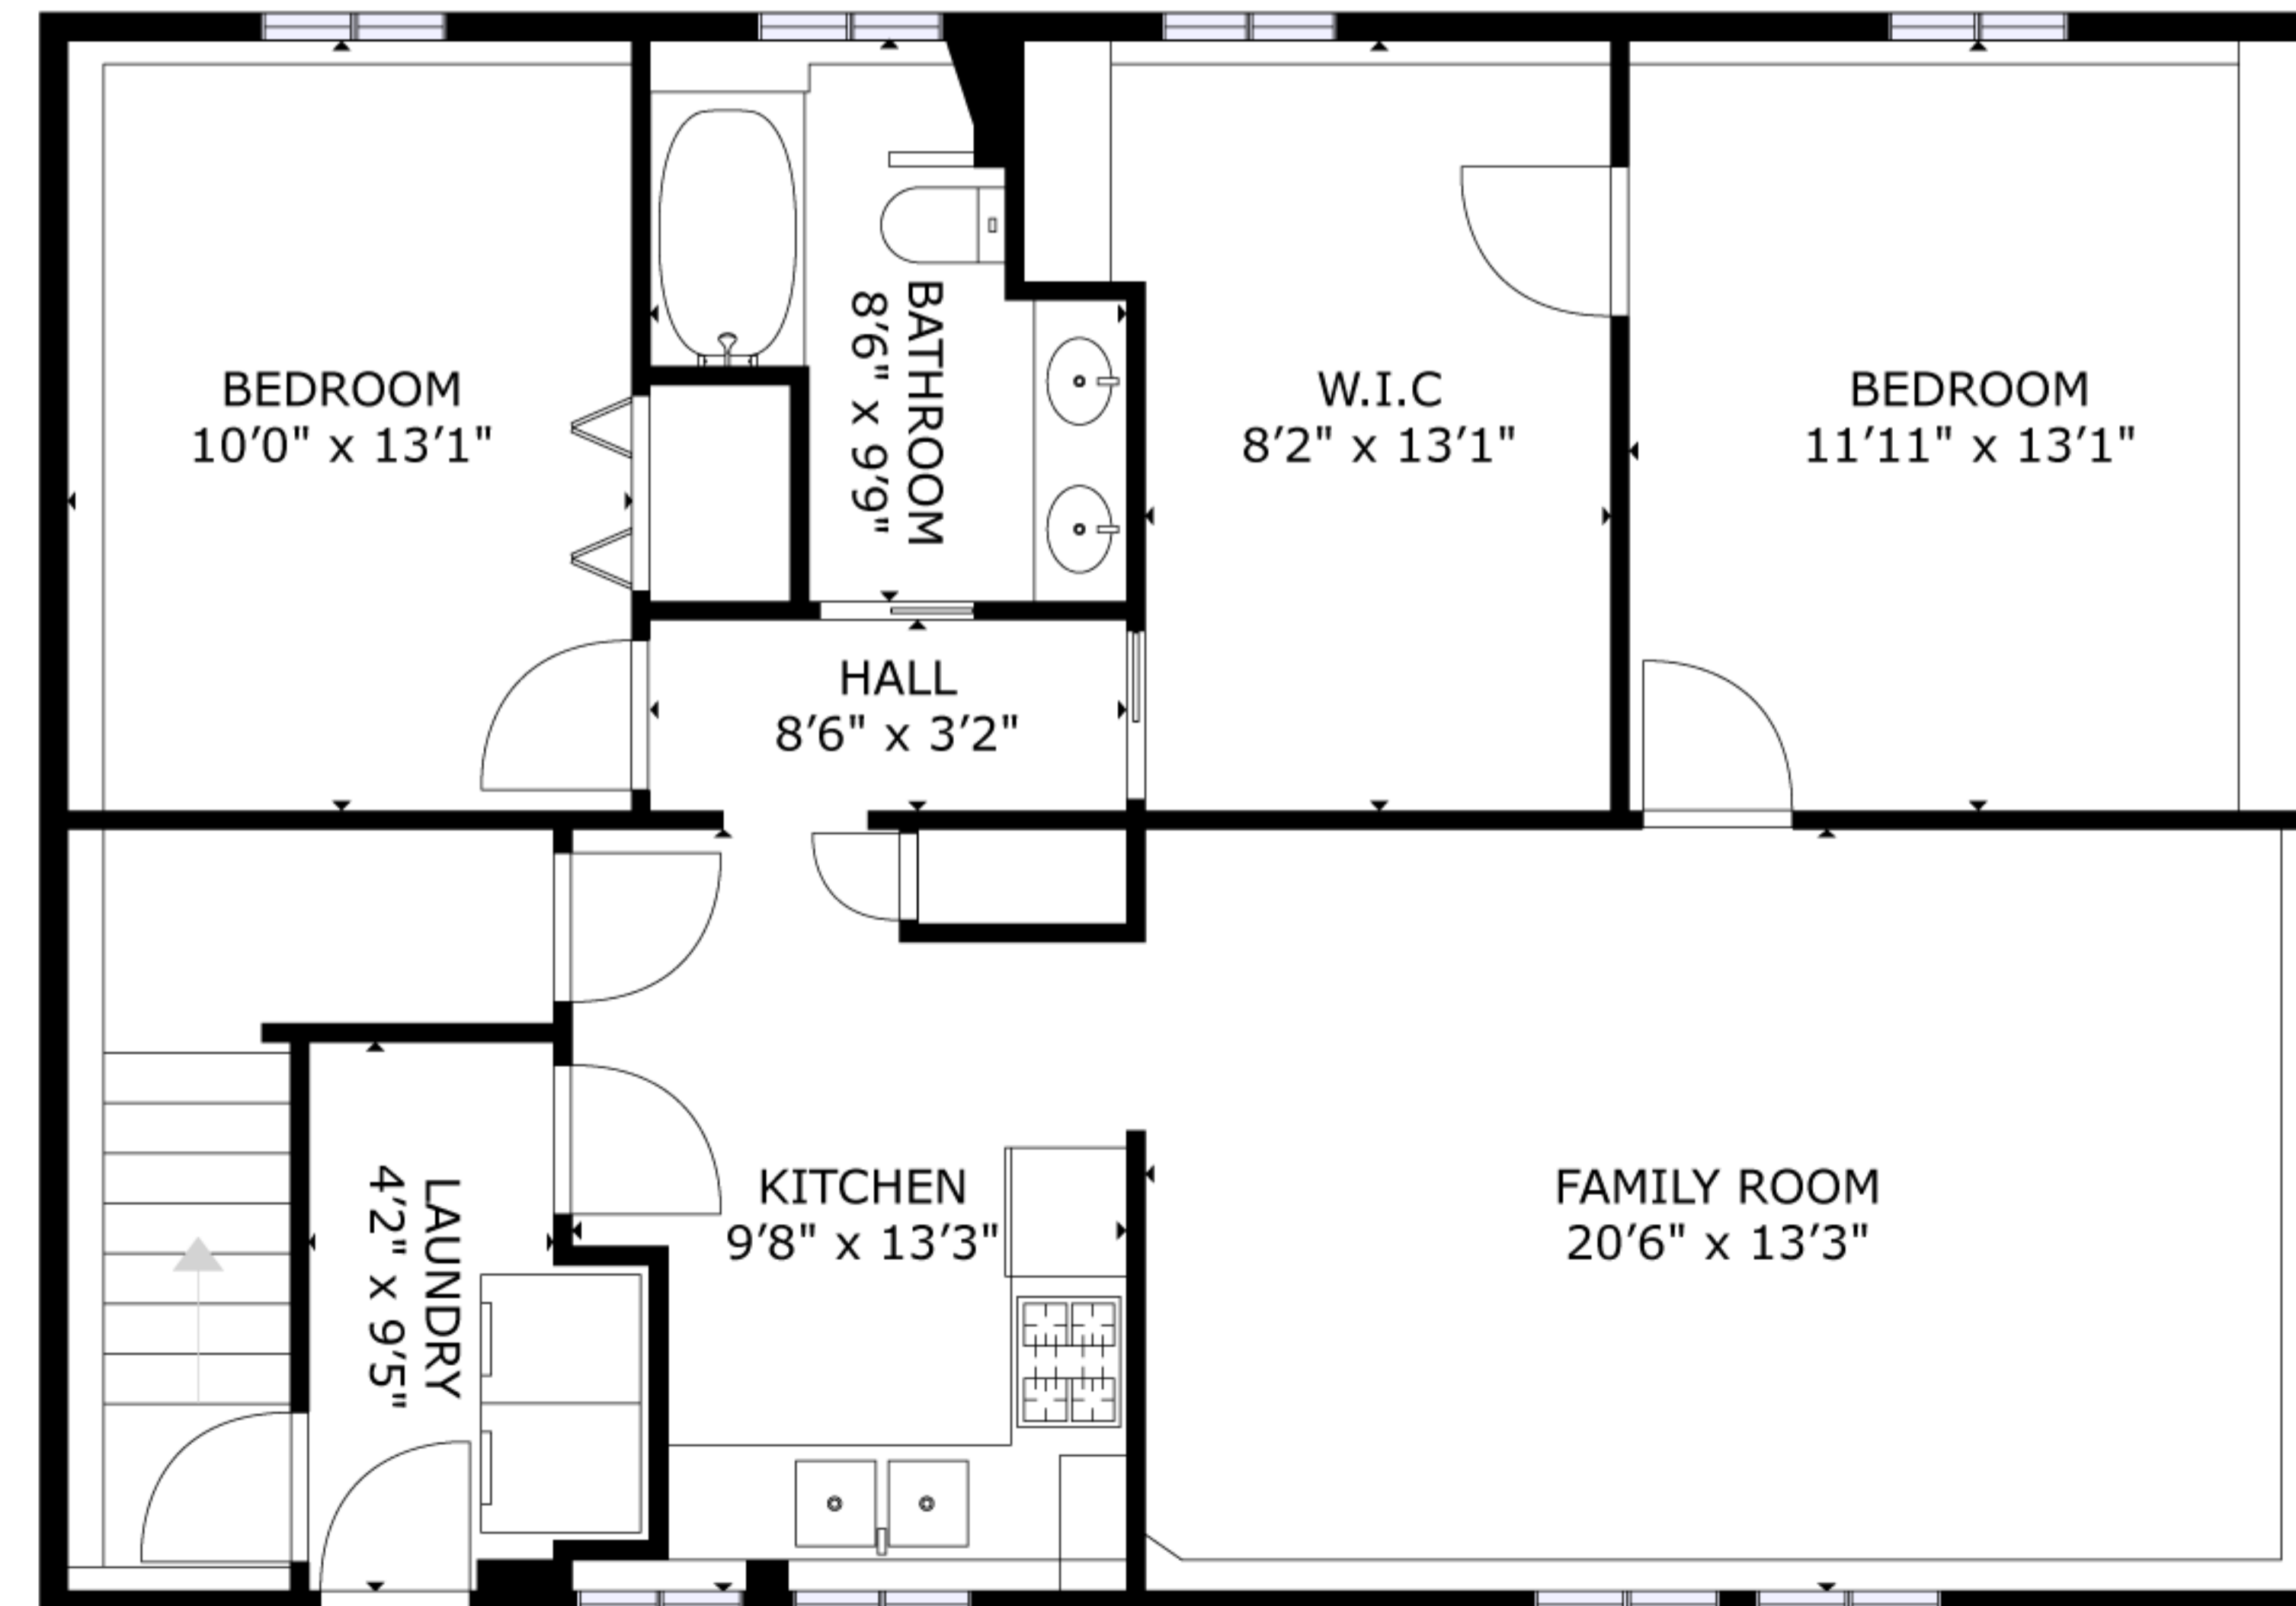 BEDROOM
10'0" x 13'1"
BATHROOM
8'6" x 9'9"
W.I.C
8'2" x 13'1"
BEDROOM
11'11" x 13'1"
HALL
8'6" x 3'2"
LAUNDRY
4'2" x 9'5"
KITCHEN
9'8" x 13'3"
FAMILY ROOM
20'6" x 13'3"